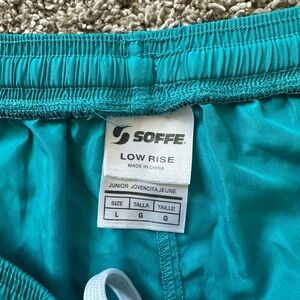 SOFFE
LOW RISE
MADE IN CHINA
JUNIOR JOVENCITA JEUNE
SIZE TALLA TAILLE
L G G